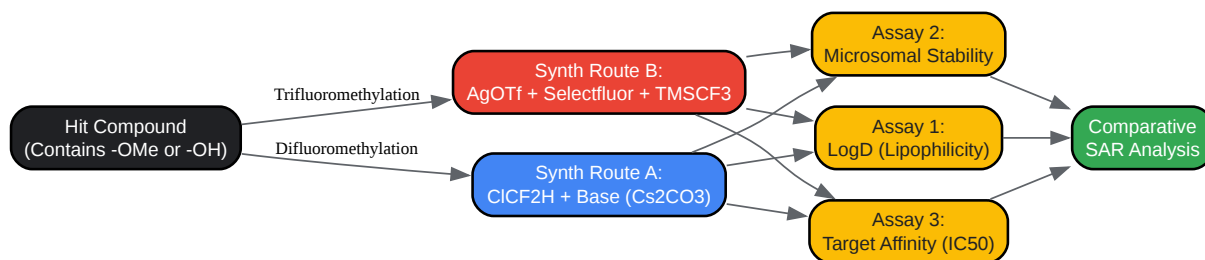 Hit Compound
(Contains -OMe or -OH)
Trifluoromethylation
Difluoromethylation
Synth Route B:
AgOTf + Selectfluor + TMSCF3
Synth Route A:
ClCF2H + Base (Cs2CO3)
Assay 2:
Microsomal Stability
Assay 1:
LogD (Lipophilicity)
Assay 3:
Target Affinity (IC50)
Comparative
SAR Analysis